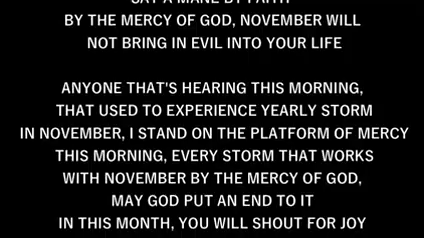 BY THE MERCY OF GOD, NOVEMBER WILL
NOT BRING IN EVIL INTO YOUR LIFE
ANYONE THAT'S HEARING THIS MORNING,
THAT USED TO EXPERIENCE YEARLY STORM
IN NOVEMBER, I STAND ON THE PLATFORM OF MERCY
THIS MORNING, EVERY STORM THAT WORKS
WITH NOVEMBER BY THE MERCY OF GOD,
MAY GOD PUT AN END TO IT
IN THIS MONTH, YOU WILL SHOUT FOR JOY